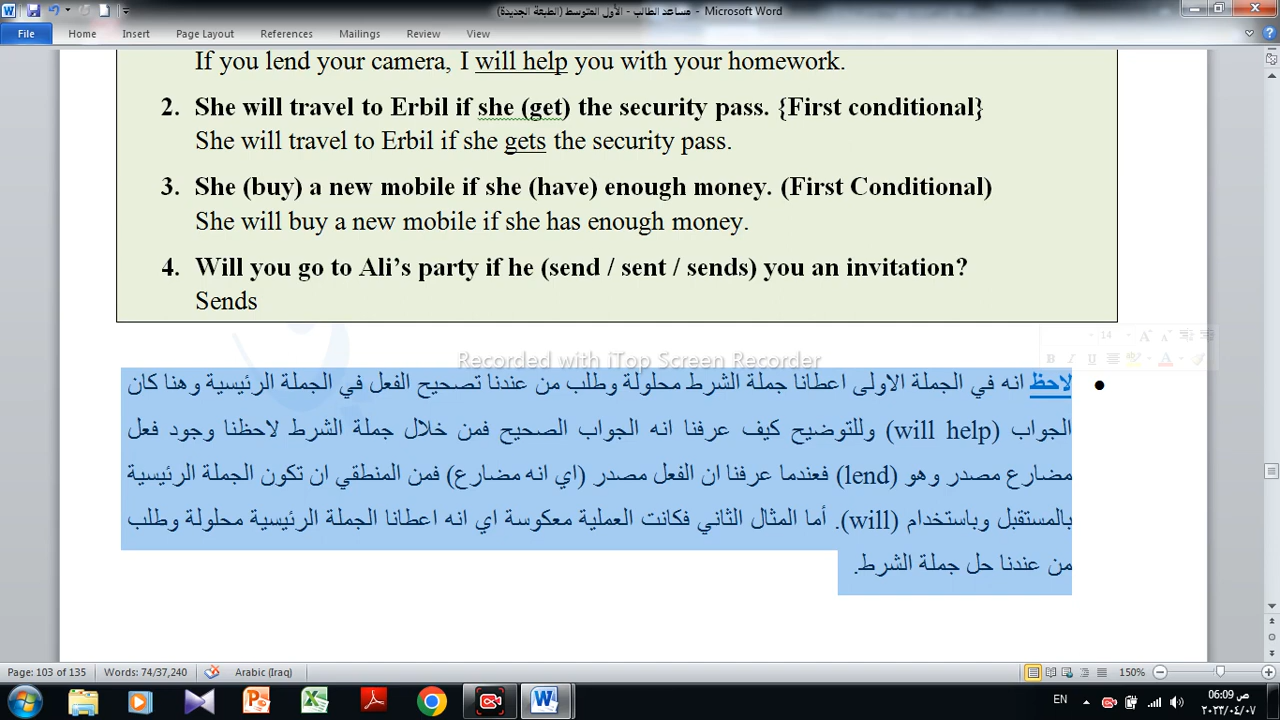 مساعد الطالب - الأول المتوسط (الطبعة الجديدة) - Microsoft Word
File Home Insert Page Layout References Mailings Review View
If you lend your camera, I will help you with your homework.
2. She will travel to Erbil if she (get) the security pass. {First conditional}
She will travel to Erbil if she gets the security pass.
3. She (buy) a new mobile if she (have) enough money. (First Conditional)
She will buy a new mobile if she has enough money.
4. Will you go to Ali’s party if he (send / sent / sends) you an invitation?
Sends
14
Recorded with iTop Screen Recorder
• لاحظ انه في الجملة الاولى اعطانا جملة الشرط محلولة وطلب من عندنا تصحيح الفعل في الجملة الرئيسية وهنا كان
الجواب (will help) وللتوضيح كيف عرفنا انه الجواب الصحيح فمن خلال جملة الشرط لاحظنا وجود فعل
مضارع مصدر وهو (lend) فعندما عرفنا ان الفعل مصدر (اي انه مضارع) فمن المنطقي ان تكون الجملة الرئيسية
بالمستقبل وباستخدام (will). أما المثال الثاني فكانت العملية معكوسة اي انه اعطانا الجملة الرئيسية محلولة وطلب
من عندنا حل جملة الشرط.
Page: 103 of 135 Words: 74/37,240 Arabic (Iraq) 150%
EN 06:09 ص
٢٠٢٣/٠٤/٠٧